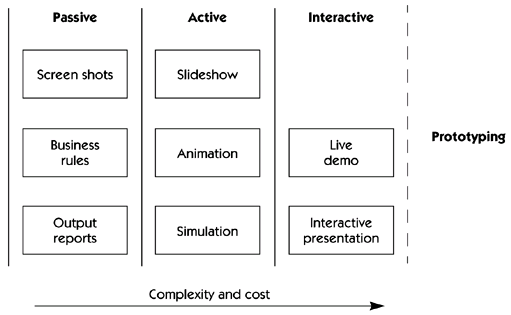 Passive
Active
Interactive
Screen shots
Slideshow
Business
rules
Animation
Live
demo
Prototyping
Output
reports
Simulation
Interactive
presentation
Complexity and cost